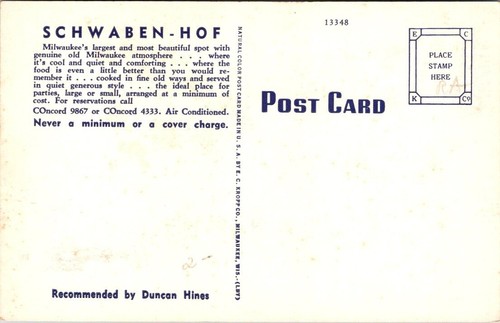 SCHWABEN-HOF
Milwaukee's largest and most beautiful spot with
genuine old Milwaukee atmosphere . . . where
it's cool and quiet and comforting . . . where the
food is even a little better than you would re-
member it . . . cooked in fine old ways and served
in quiet generous style . . . the ideal place for
parties, large or small, arranged at a minimum of
cost. For reservations call
COncord 9867 or COncord 4333. Air Conditioned.
Never a minimum or a cover charge.
2
Recommended by Duncan Hines
NATURAL COLOR POSTCARD MADE IN U. S. A. BY E. C. KROPP CO., MILWAUKEE, WIS.
13348
POST CARD
E C
PLACE
STAMP
HERE
K Co